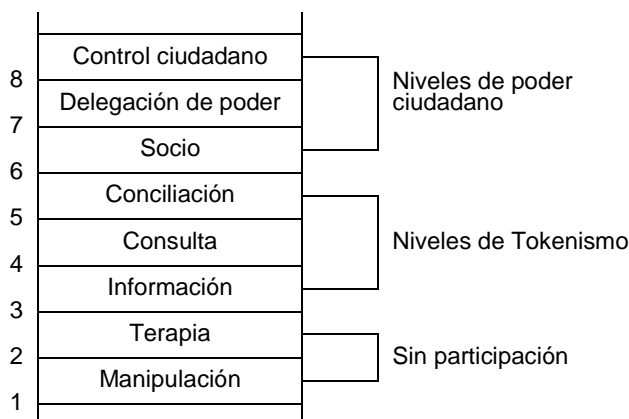 Control ciudadano
8
Delegación de poder
7
Socio
6
Conciliación
5
Consulta
4
Información
3
Terapia
2
Manipulación
1
Niveles de poder
ciudadano
Niveles de Tokenismo
Sin participación